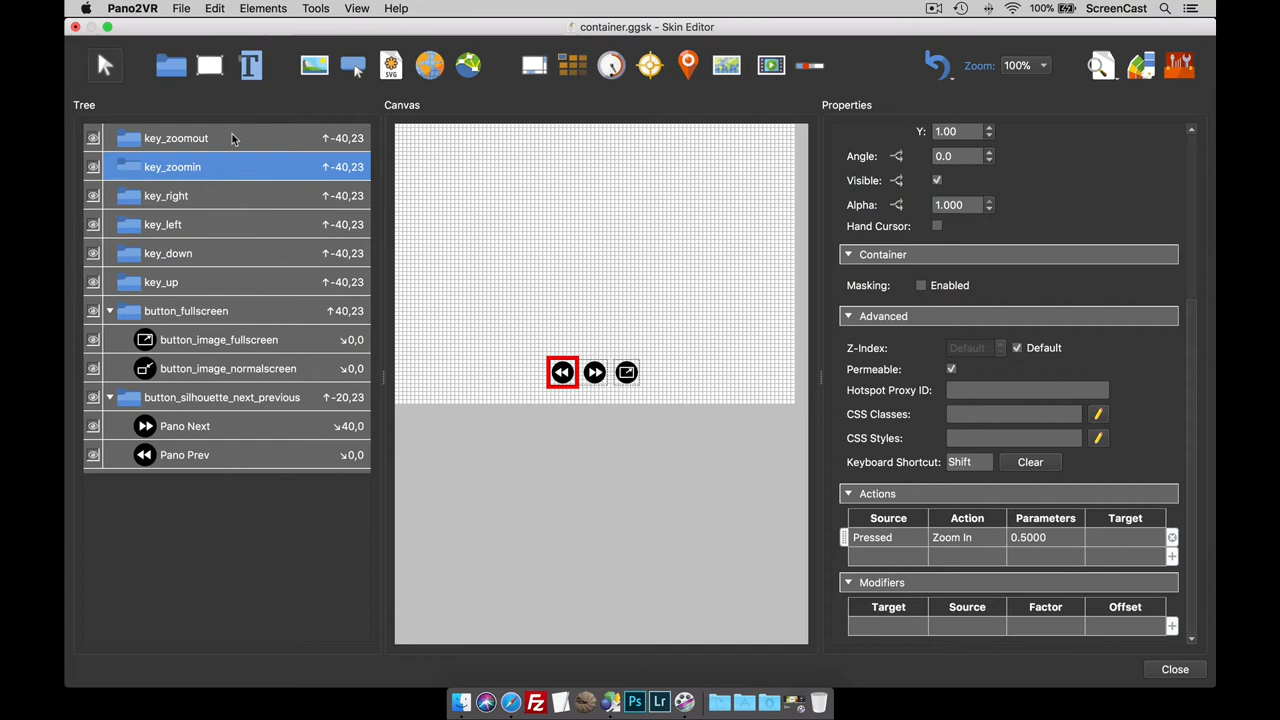 Pano2VR File Edit Elements Tools View Help 100% ScreenCast
container.ggsk - Skin Editor
T SVG Zoom: 100%
Tree Canvas Properties
key_zoomout ↑-40,23
key_zoomin ↑-40,23
key_right ↑-40,23
key_left ↑-40,23
key_down ↑-40,23
key_up ↑-40,23
button_fullscreen ↑40,23
button_image_fullscreen ↘0,0
button_image_normalscreen ↘0,0
button_silhouette_next_previous ↑-20,23
Pano Next ↘40,0
Pano Prev ↘0,0
Y: 1.00
Angle: 0.0
Visible:
Alpha: 1.000
Hand Cursor:
Container
Masking: Enabled
Advanced
Z-Index: Default Default
Permeable:
Hotspot Proxy ID:
CSS Classes:
CSS Styles:
Keyboard Shortcut: Shift Clear
Actions
Source Action Parameters Target
Pressed Zoom In 0.5000
Modifiers
Target Source Factor Offset
Close
Fz Ps Lr